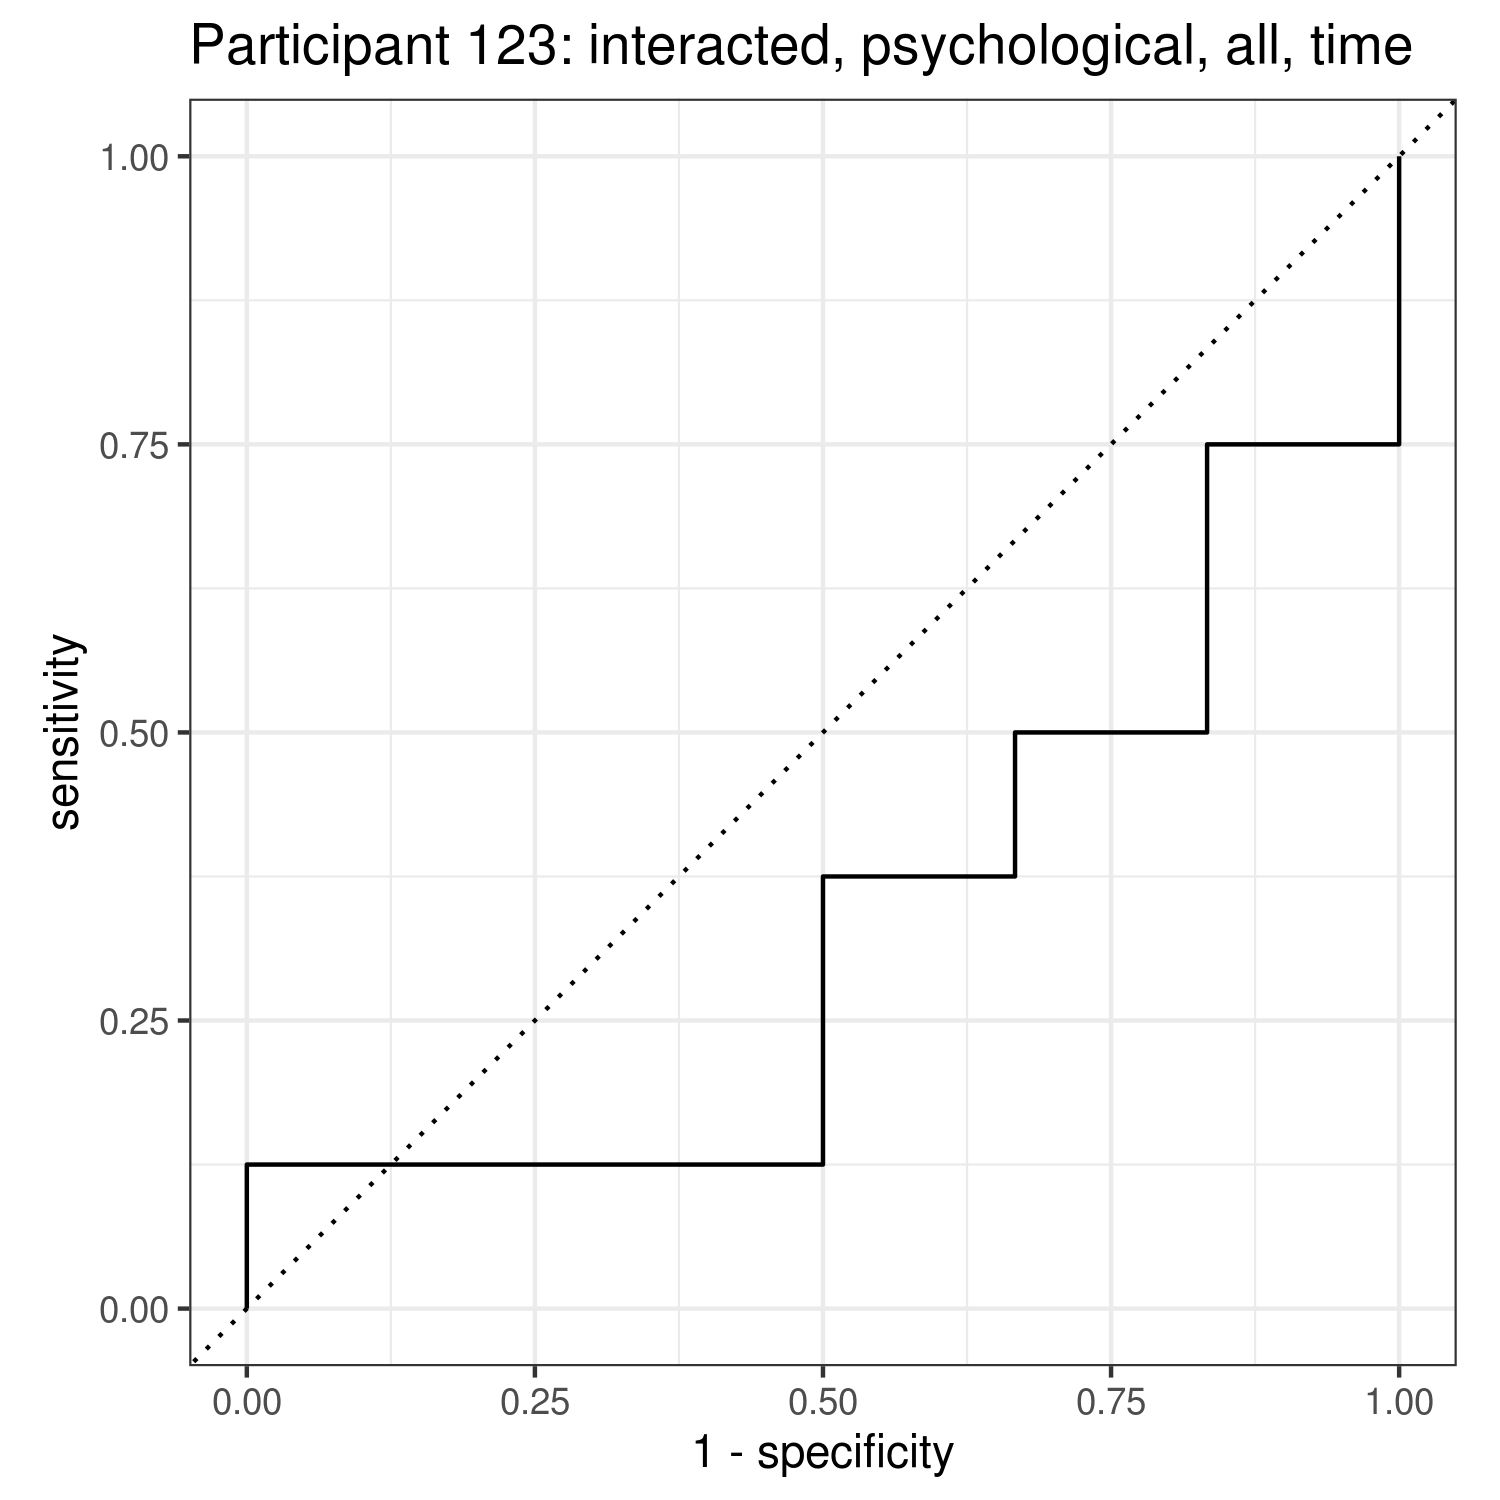 Participant 123: interacted, psychological, all, time
1.00
0.75
0.50
0.25
0.00
sensitivity
0.00 0.25 0.50 0.75 1.00
1 - specificity